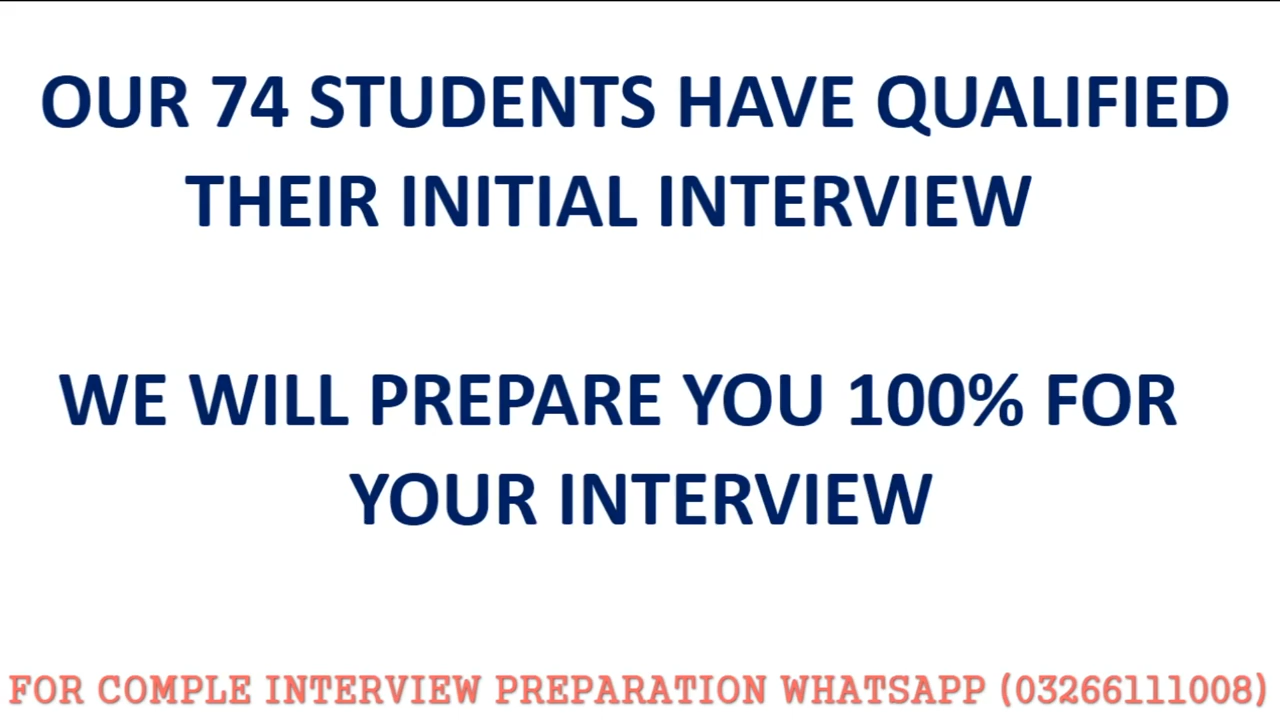 OUR 74 STUDENTS HAVE QUALIFIED
THEIR INITIAL INTERVIEW
WE WILL PREPARE YOU 100% FOR
YOUR INTERVIEW
FOR COMPLE INTERVIEW PREPARATION WHATSAPP (03266111008)